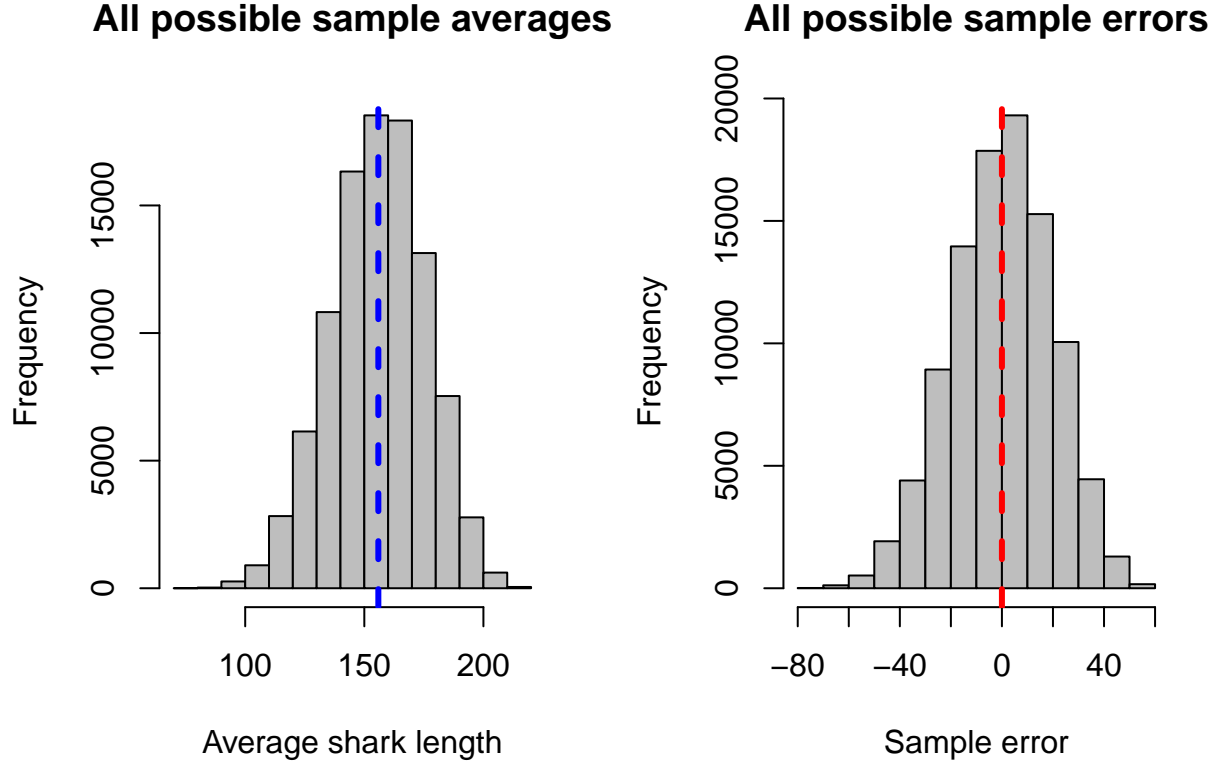 All possible sample averages
Frequency
0
5000
10000
15000
100
150
200
Average shark length
All possible sample errors
Frequency
0
5000
10000
15000
20000
−80
−40
0
40
Sample error